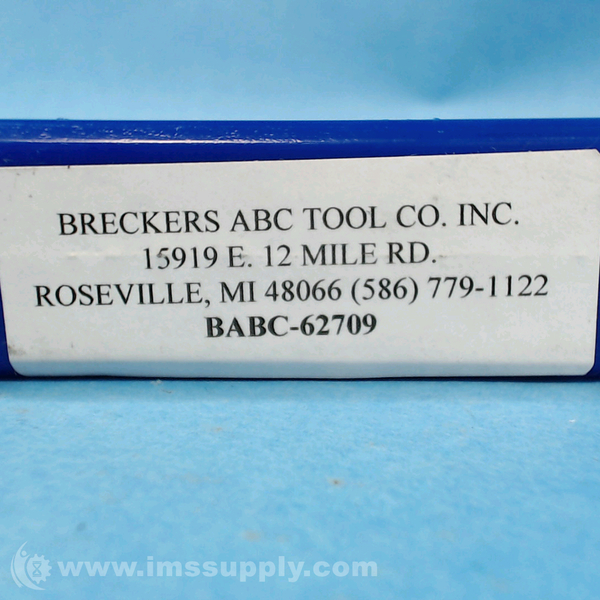 BRECKERS ABC TOOL CO. INC.
15919 E. 12 MILE RD.
ROSEVILLE, MI 48066 (586) 779-1122
BABC-62709
www.imssupply.com